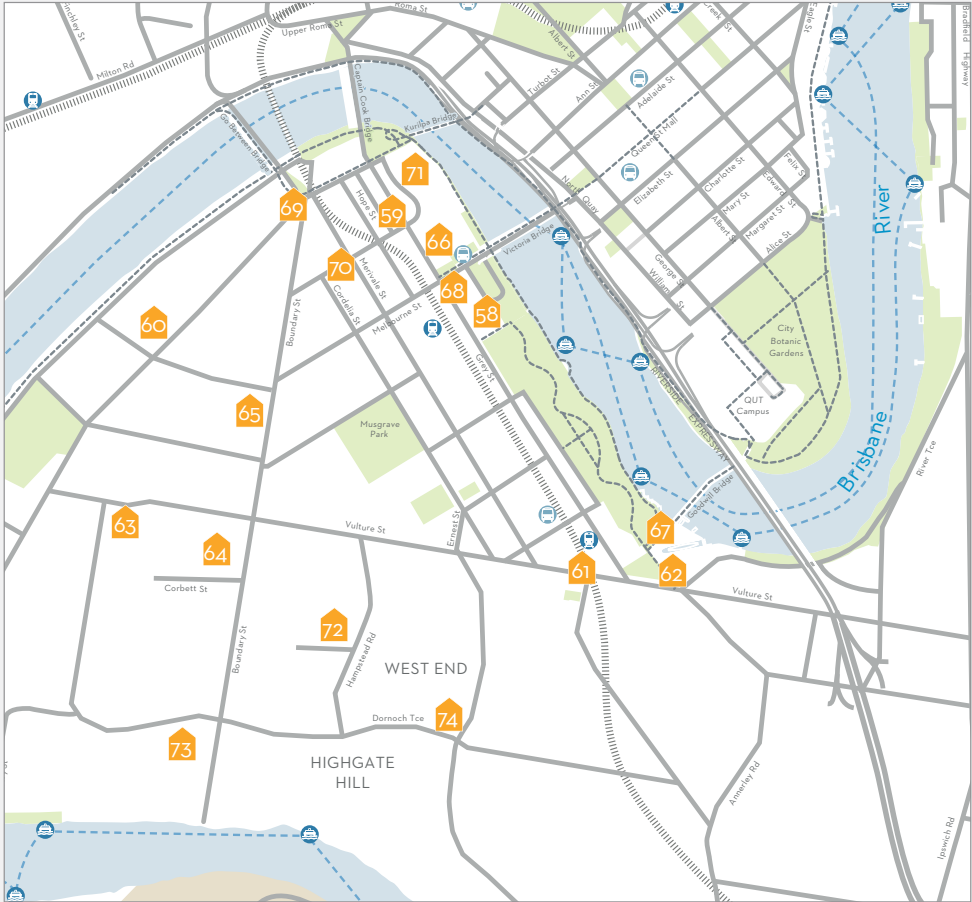 Roma St
Upper Roma St
Milton Rd
Captain Cook Bridge
Albert St
Creek St
Eagle St
Bradfield Highway
Turbot St
Ann St
Adelaide St
Go Between Bridge
Kurilpa Bridge
Queen St Mall
71
Elizabeth St
Charlotte St
Felix St
Edward St
Mary St
Margaret St
Albert St
Alice St
North Quay
River
69
Hope St
59
66
Victoria Bridge
70
Merivale St
68
58
George St
William St
Cordelia St
Melbourne St
Boundary St
60
City
Botanic
Gardens
Grey St
65
RIVERSIDE EXPRESSWAY
QUT
Campus
Musgrave
Park
Brisbane
River Tce
Goodwill Bridge
63
Vulture St
Ernest St
67
64
61
62
Corbett St
Vulture St
72
Boundary St
Hampstead Rd
WEST END
Dornoch Tce
74
73
HIGHGATE
HILL
Annerley Rd
Ipswich Rd